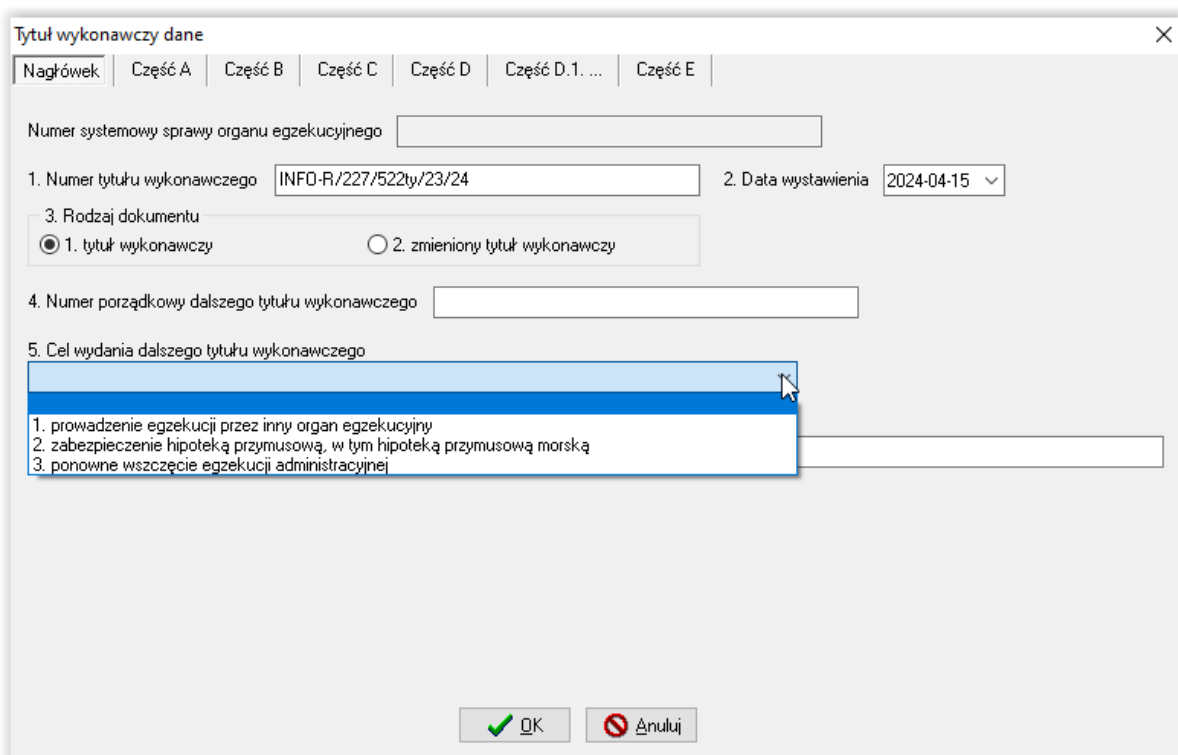 Tytuł wykonawczy dane
Nagłówek Część A Część B Część C Część D Część D.1. ... Część E
Numer systemowy sprawy organu egzekucyjnego
1. Numer tytułu wykonawczego INFO-R/227/522ty/23/24 2. Data wystawienia 2024-04-15
3. Rodzaj dokumentu
1. tytuł wykonawczy 2. zmieniony tytuł wykonawczy
4. Numer porządkowy dalszego tytułu wykonawczego
5. Cel wydania dalszego tytułu wykonawczego
1. prowadzenie egzekucji przez inny organ egzekucyjny
2. zabezpieczenie hipoteką przymusową, w tym hipoteką przymusową morską
3. ponowne wszczęcie egzekucji administracyjnej
OK Anuluj